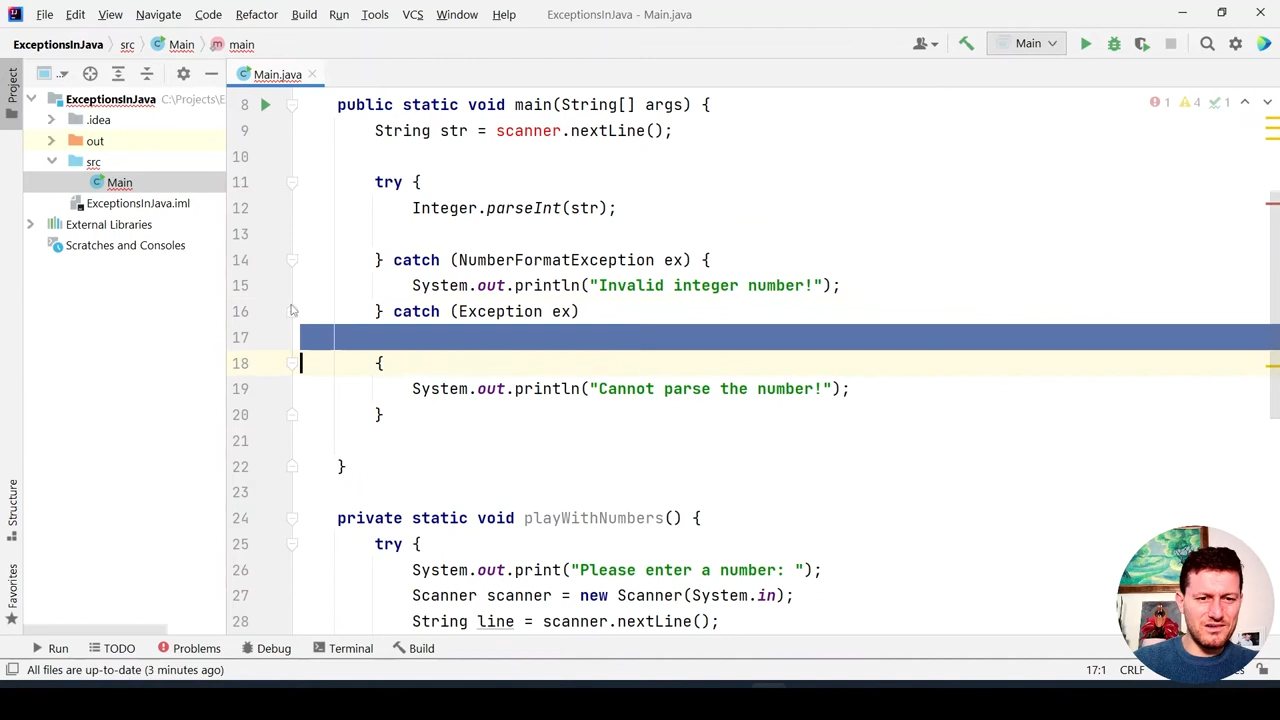 File Edit View Navigate Code Refactor Build Run Tools VCS Window Help ExceptionsInJava - Main.java
ExceptionsInJava src Main main Main
Project
Main.java
ExceptionsInJava C:\Projects\E
.idea
out
src
Main
ExceptionsInJava.iml
External Libraries
Scratches and Consoles
1 4 1
8 public static void main(String[] args) {
9 String str = scanner.nextLine();
10
11 try {
12 Integer.parseInt(str);
13
14 } catch (NumberFormatException ex) {
15 System.out.println("Invalid integer number!");
16 } catch (Exception ex)
17
18 {
19 System.out.println("Cannot parse the number!");
20 }
21
22 }
23
24 private static void playWithNumbers() {
25 try {
26 System.out.print("Please enter a number: ");
27 Scanner scanner = new Scanner(System.in);
28 String line = scanner.nextLine();
Structure
Favorites
Run TODO Problems Debug Terminal Build
All files are up-to-date (3 minutes ago) 17:1 CRLF